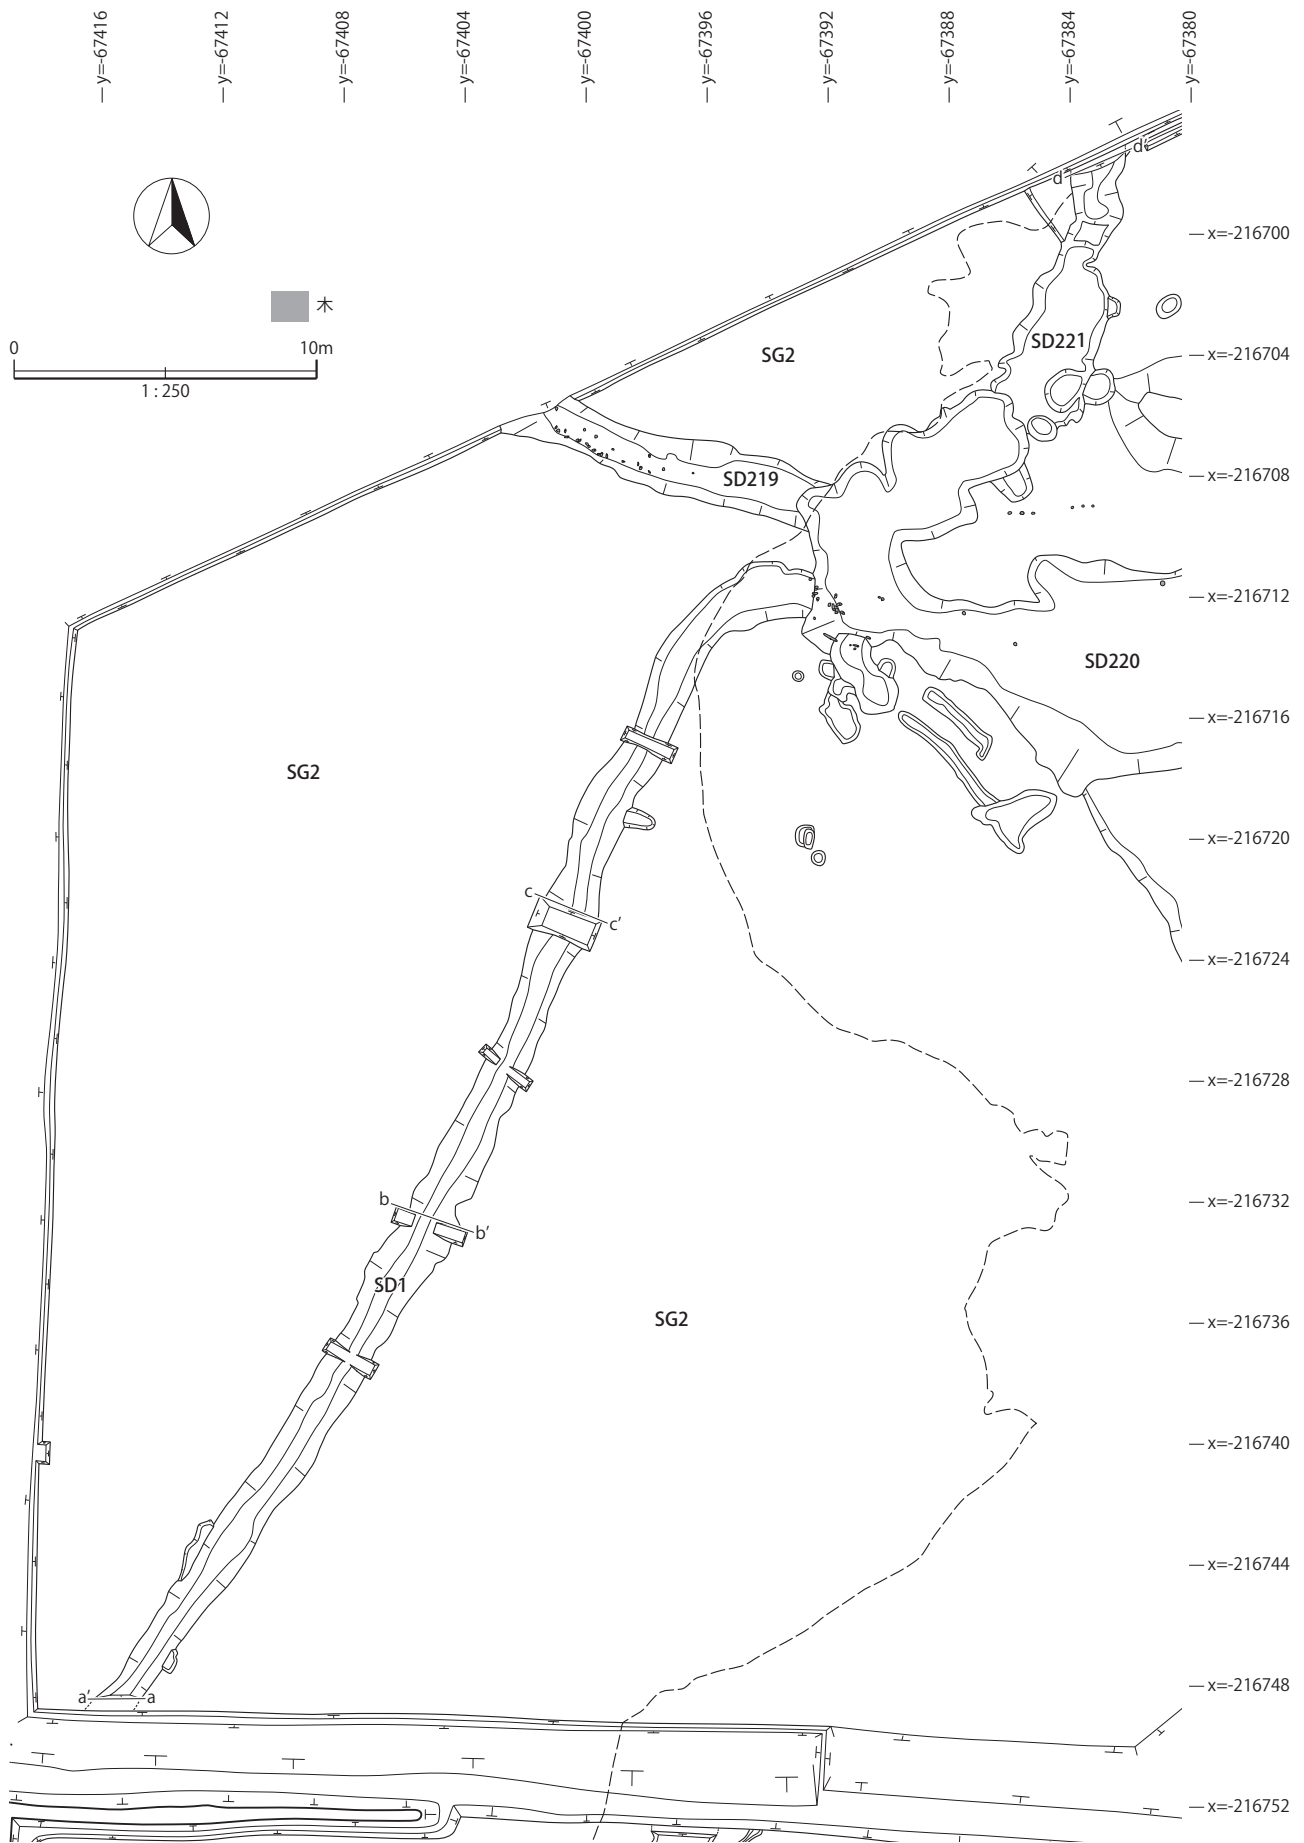 y=-67416
y=-67412
y=-67408
y=-67404
y=-67400
y=-67396
y=-67392
y=-67388
y=-67384
y=-67380
d'
d
x=-216700
木
SD221
0 10m
SG2
x=-216704
1 : 250
SD219
x=-216708
x=-216712
SD220
x=-216716
SG2
x=-216720
c
c'
x=-216724
x=-216728
b
x=-216732
b'
SD1
SG2
x=-216736
x=-216740
x=-216744
x=-216748
a' a
x=-216752